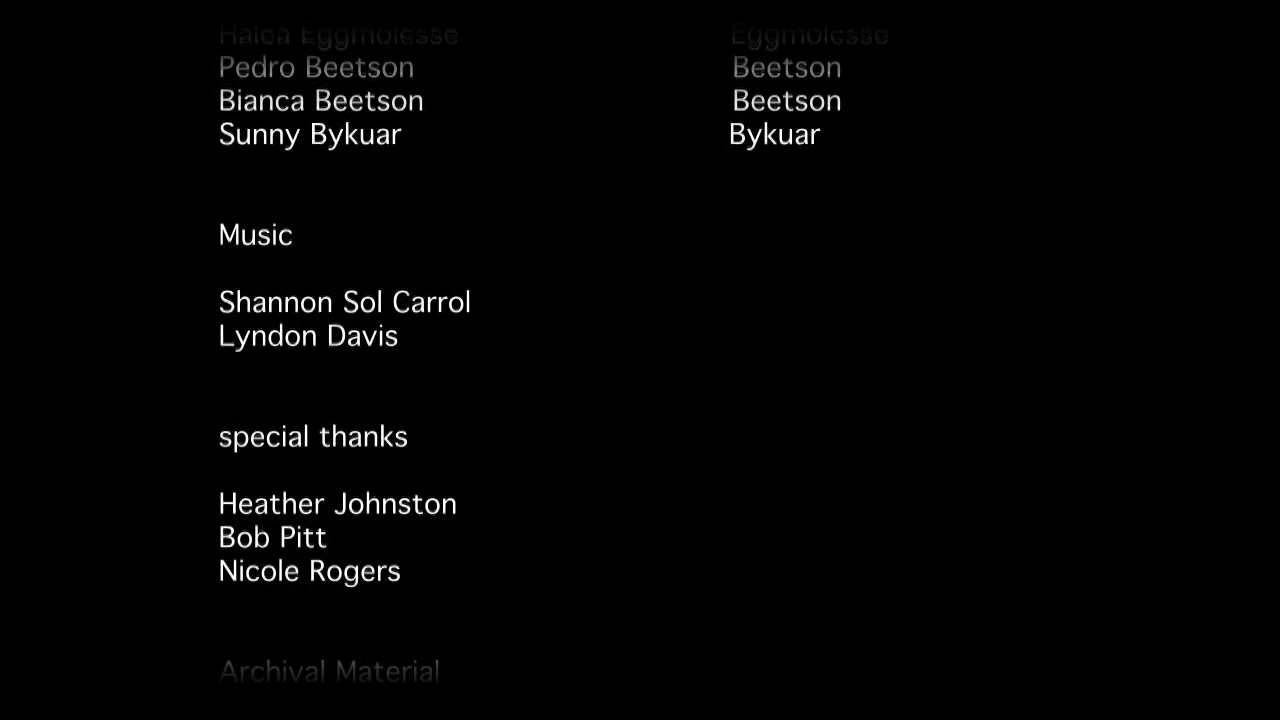 Halea Eggmolesse Eggmolesse
Pedro Beetson Beetson
Bianca Beetson Beetson
Sunny Bykuar Bykuar
Music
Shannon Sol Carrol
Lyndon Davis
special thanks
Heather Johnston
Bob Pitt
Nicole Rogers
Archival Material